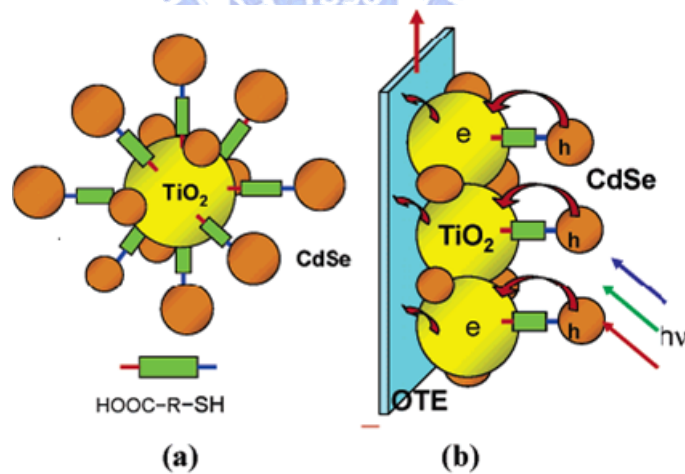 TiO2
CdSe
HOOC-R-SH
(a)
e
h
CdSe
TiO2
h
e
h
hν
OTE
(b)